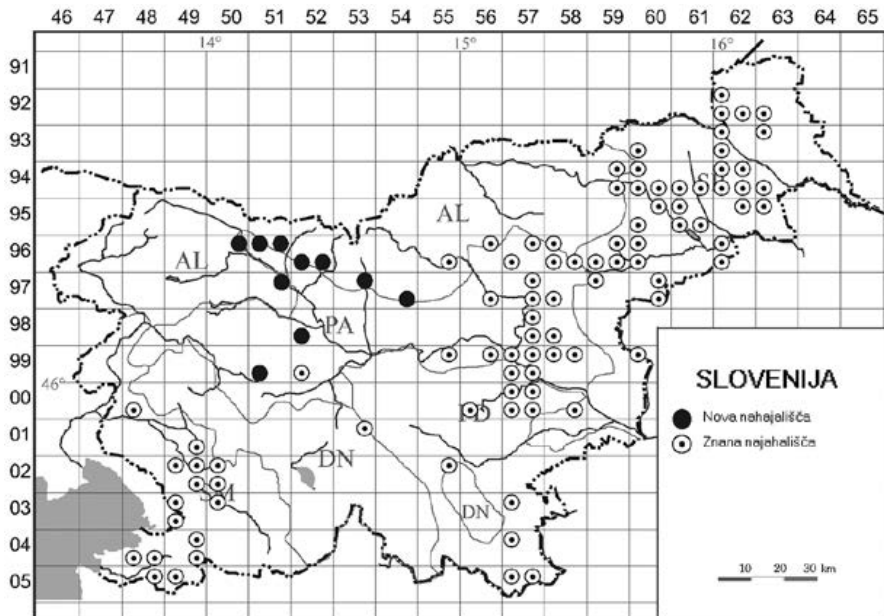 46 47 48 49 50 51 52 53 54 55 56 57 58 59 60 61 62 63 64 65
14° 15° 16°
91
92
93
94
SP
95
AL
96
AL
97
98
PA
99
46°
00
PD
01
DN
02
SM
03
DN
04
05
SLOVENIJA
Nova nahajališča
Znana najahališča
10 20 30 km